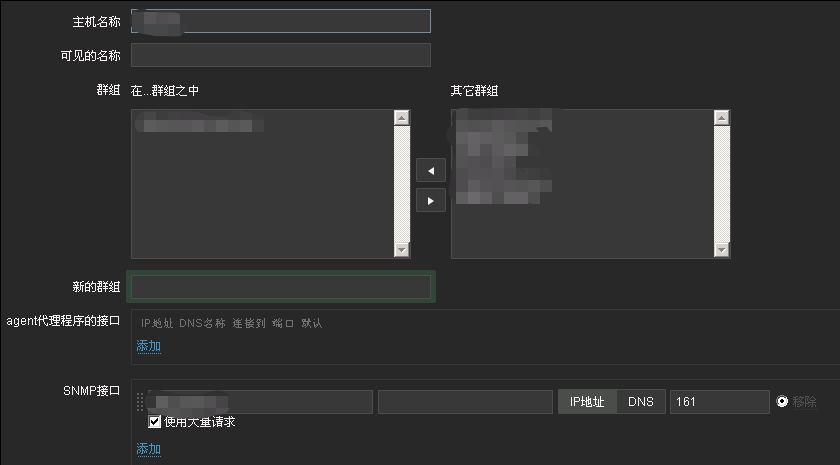 主机名称
可见的名称
群组 在...群组之中 其它群组
新的群组
agent代理程序的接口 IP地址 DNS名称 连接到 端口 默认
添加
SNMP接口 IP地址 DNS 161 移除
使用大量请求
添加